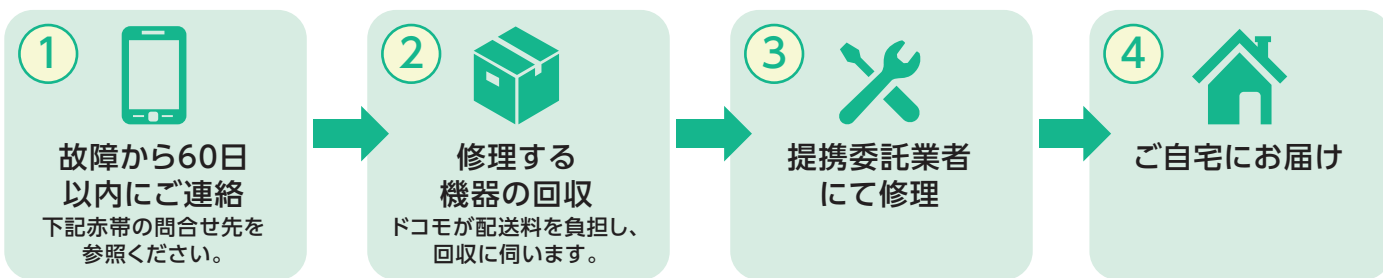 1
故障から60日
以内にご連絡
下記赤帯の問合せ先を
参照ください。
2
修理する
機器の回収
ドコモが配送料を負担し、
回収に伺います。
3
提携委託業者
にて修理
4
ご自宅にお届け